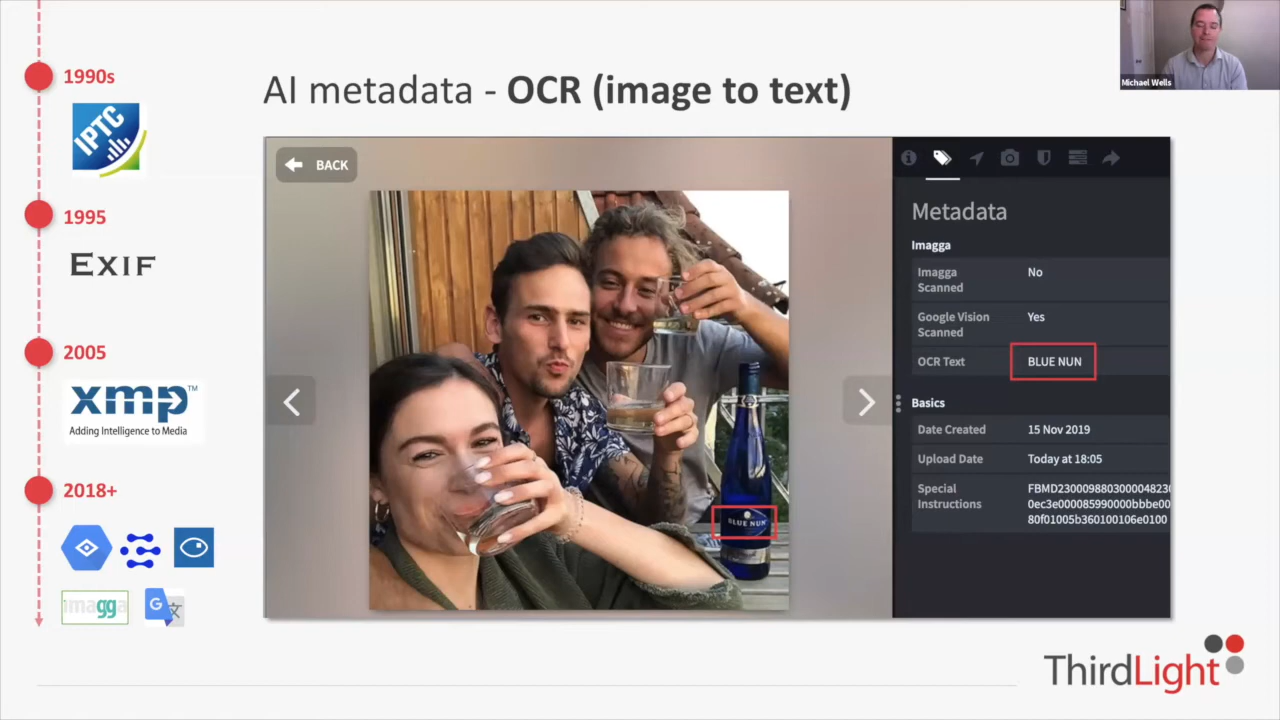 Michael Wells
1990s
IPTC
1995
EXIF
2005
xmp™
Adding Intelligence to Media
2018+
imagga
G
AI metadata - OCR (image to text)
BACK
BLUE NUN
Metadata
Imagga
Imagga Scanned No
Google Vision Scanned Yes
OCR Text BLUE NUN
Basics
Date Created 15 Nov 2019
Upload Date Today at 18:05
Special Instructions
FBMD2300098803000048230
0ec3e000085990000bbbe00
80f01005b360100106e0100
ThirdLight